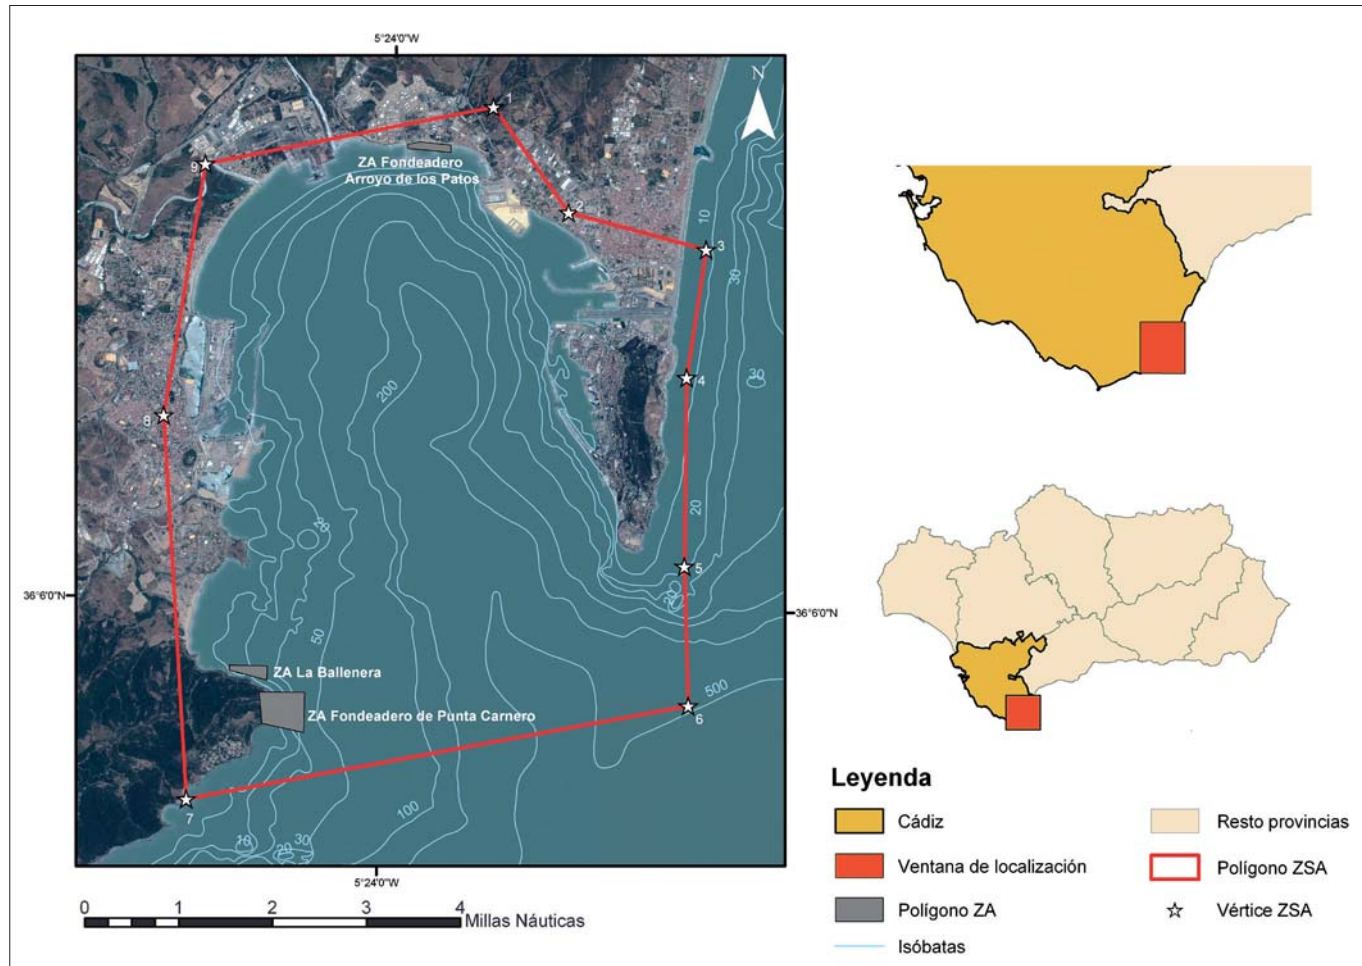 5°24'0"W
N
1
9
ZA Fondeadero
Arroyo de los Patos
2
10
3
30
4
30
200
8
20
20
5
20
36°6'0"N
36°6'0"N
50
ZA La Ballenera
ZA Fondeadero de Punta Carnero
500
6
7
100
10
30
20
5°24'0"W
0 1 2 3 4
Millas Náuticas
Leyenda
Cádiz
Resto provincias
Ventana de localización
Polígono ZSA
Polígono ZA
Vértice ZSA
Isóbatas